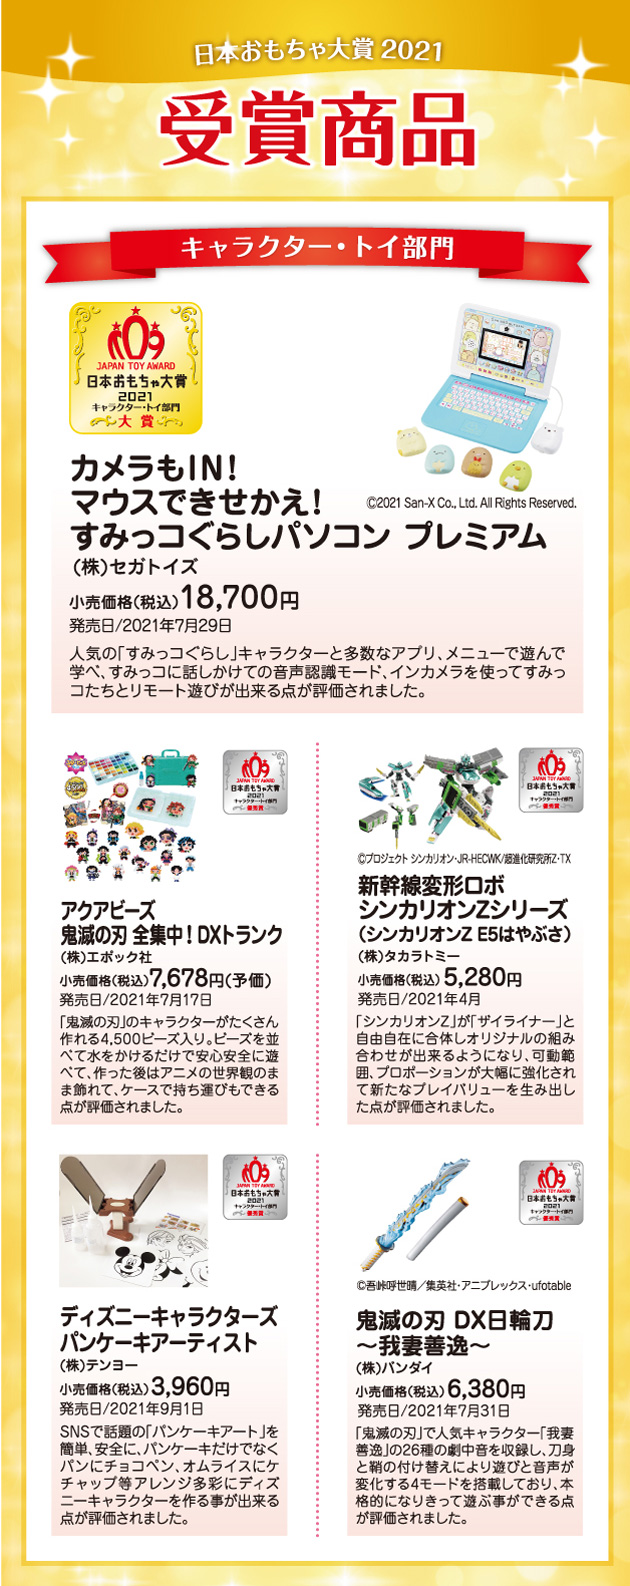 日本おもちゃ大賞 2021
受賞商品
キャラクター・トイ部門
JAPAN TOY AWARD
日本おもちゃ大賞
2021
キャラクター・トイ部門
大賞
©2021 San-X Co., Ltd. All Rights Reserved.
カメラもIN!
マウスできせかえ!
すみっコぐらしパソコン プレミアム
(株)セガトイズ
小売価格(税込)18,700円
発売日/2021年7月29日
人気の「すみっコぐらし」キャラクターと多数なアプリ、メニューで遊んで
学べ、すみっコに話しかけての音声認識モード、インカメラを使ってすみっ
コたちとリモート遊びが出来る点が評価されました。
JAPAN TOY AWARD
日本おもちゃ大賞
2021
キャラクター・トイ部門
優秀賞
アクアビーズ
鬼滅の刃 全集中!DXトランク
(株)エポック社
小売価格(税込)7,678円(予価)
発売日/2021年7月17日
「鬼滅の刃」のキャラクターがたくさん
作れる4,500ビーズ入り。ビーズを並
べて水をかけるだけで安心安全に遊
べて、作った後はアニメの世界観のま
ま飾れて、ケースで持ち運びもできる
点が評価されました。
JAPAN TOY AWARD
日本おもちゃ大賞
2021
キャラクター・トイ部門
優秀賞
©プロジェクト シンカリオン・JR-HECWK/超進化研究所Z・TX
新幹線変形ロボ
シンカリオンZシリーズ
(シンカリオンZ E5はやぶさ)
(株)タカラトミー
小売価格(税込)5,280円
発売日/2021年4月
「シンカリオンZ」が「ザイライナー」と
自由自在に合体しオリジナルの組み
合わせが出来るようになり、可動範
囲、プロポーションが大幅に強化され
て新たなプレイバリューを生み出し
た点が評価されました。
JAPAN TOY AWARD
日本おもちゃ大賞
2021
キャラクター・トイ部門
優秀賞
ディズニーキャラクターズ
パンケーキアーティスト
(株)テンヨー
小売価格(税込)3,960円
発売日/2021年9月1日
SNSで話題の「パンケーキアート」を
簡単、安全に、パンケーキだけでなく
パンにチョコペン、オムライスにケ
チャップ等アレンジ多彩にディズ
ニーキャラクターを作る事が出来る
点が評価されました。
JAPAN TOY AWARD
日本おもちゃ大賞
2021
キャラクター・トイ部門
優秀賞
©吾峠呼世晴/集英社・アニプレックス・ufotable
鬼滅の刃 DX日輪刀
～我妻善逸～
(株)バンダイ
小売価格(税込)6,380円
発売日/2021年7月31日
「鬼滅の刃」で人気キャラクター「我妻
善逸」の26種の劇中音を収録し、刀身
と鞘の付け替えにより遊びと音声が
変化する4モードを搭載しており、本
格的になりきって遊ぶ事ができる点
が評価されました。